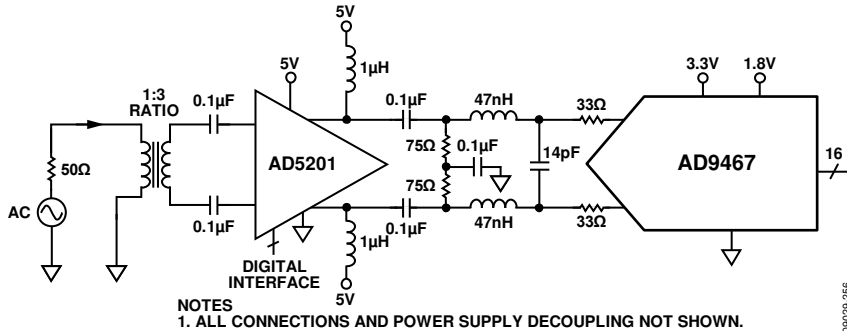 5V
1µH
5V
3.3V
1.8V
1:3
RATIO
0.1µF
0.1µF
47nH
33Ω
50Ω
AC
AD5201
75Ω
0.1µF
75Ω
14pF
AD9467
16
0.1µF
0.1µF
47nH
33Ω
1µH
DIGITAL
INTERFACE
5V
NOTES
1. ALL CONNECTIONS AND POWER SUPPLY DECOUPLING NOT SHOWN.
09029-256